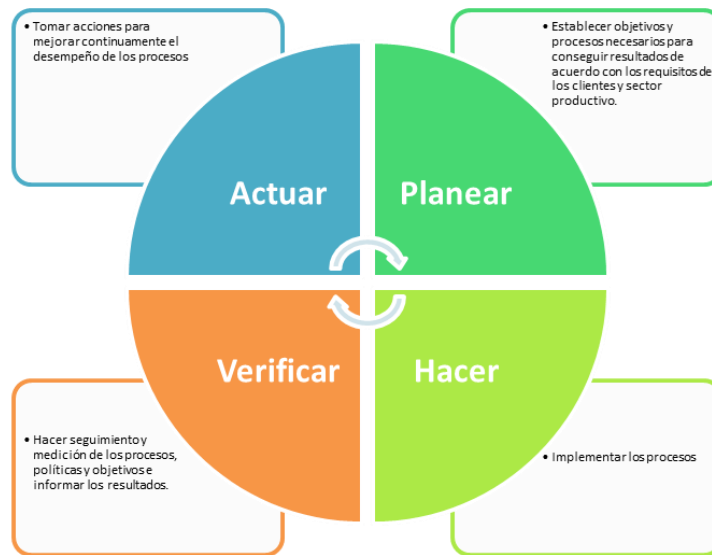 • Tomar acciones para
mejorar continuamente el
desempeño de los procesos
• Establecer objetivos y
procesos necesarios para
conseguir resultados de
acuerdo con los requisitos de
los clientes y sector
productivo.
Actuar
Planear
Verificar
Hacer
• Hacer seguimiento y
medición de los procesos,
políticas y objetivos e
informar los resultados.
• Implementar los procesos